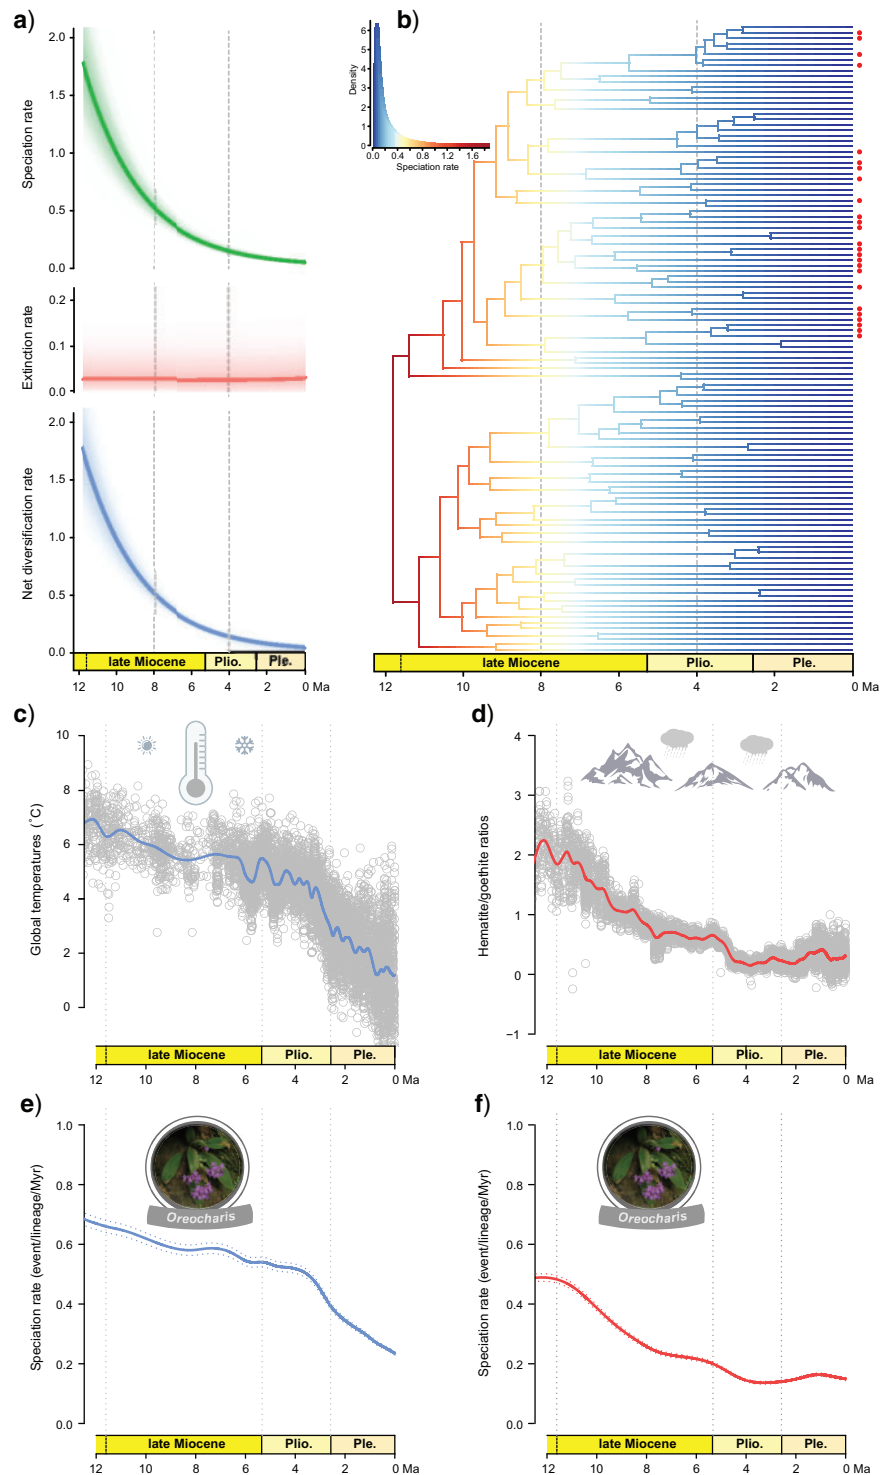 a)
2.0
1.5
1.0
0.5
0.0
Speciation rate
0.2
0.1
0.0
Extinction rate
2.0
1.5
1.0
0.5
0.0
Net diversification rate
late Miocene Plio. Ple.
12 10 8 6 4 2 0 Ma
b)
6
5
4
3
2
1
0
Density
0.0 0.4 0.8 1.2 1.6
Speciation rate
late Miocene Plio. Ple.
12 10 8 6 4 2 0 Ma
c)
10
8
6
4
2
0
Global temperatures (°C)
late Miocene Plio. Ple.
12 10 8 6 4 2 0 Ma
d)
4
3
2
1
0
−1
Hematite/goethite ratios
late Miocene Plio. Ple.
12 10 8 6 4 2 0 Ma
e)
1.0
0.8
0.6
0.4
0.2
0.0
Speciation rate (event/lineage/Myr)
Oreocharis
late Miocene Plio. Ple.
12 10 8 6 4 2 0 Ma
f)
1.0
0.8
0.6
0.4
0.2
0.0
Speciation rate (event/lineage/Myr)
Oreocharis
late Miocene Plio. Ple.
12 10 8 6 4 2 0 Ma